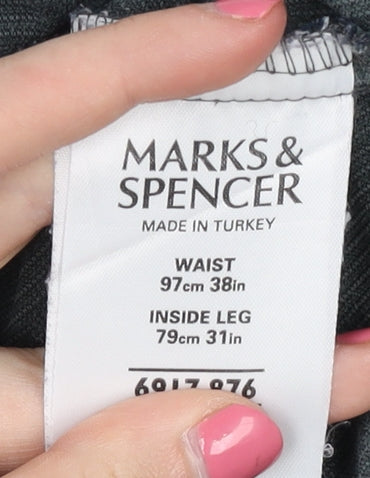 MARKS &
SPENCER
MADE IN TURKEY
WAIST
97cm 38in
INSIDE LEG
79cm 31in